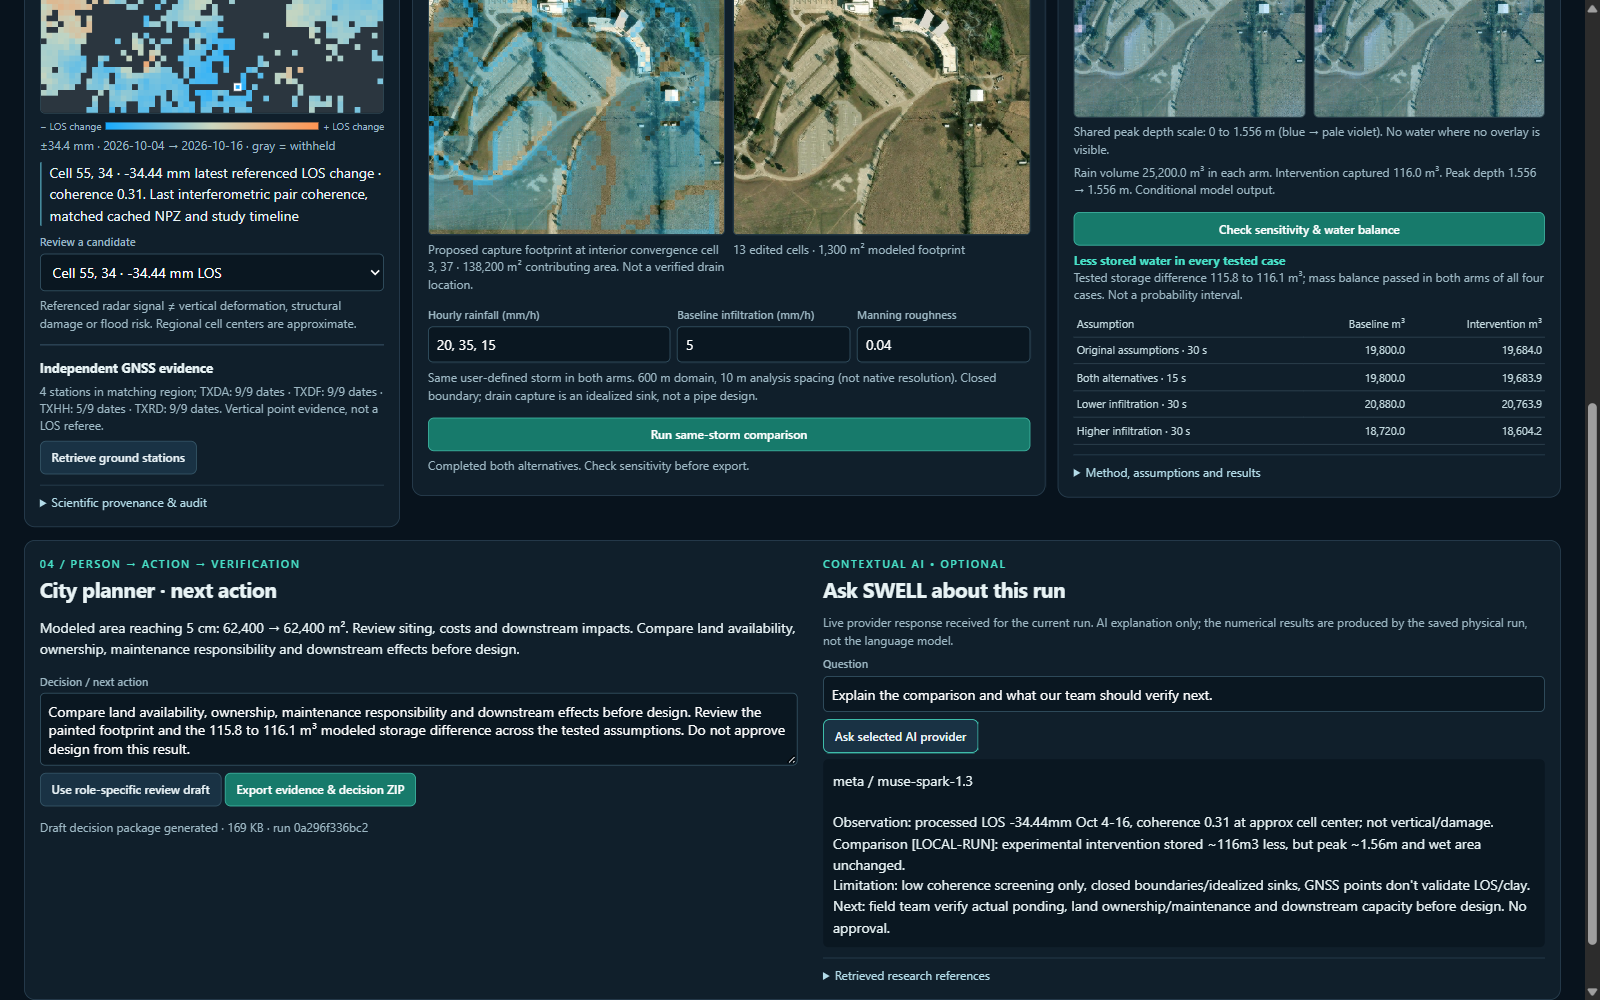 − LOS change
+ LOS change
±34.4 mm · 2026-10-04 → 2026-10-16 · gray = withheld
Cell 55, 34 · -34.44 mm latest referenced LOS change ·
coherence 0.31. Last interferometric pair coherence,
matched cached NPZ and study timeline
Review a candidate
Cell 55, 34 · -34.44 mm LOS
Referenced radar signal ≠ vertical deformation, structural
damage or flood risk. Regional cell centers are approximate.
Independent GNSS evidence
4 stations in matching region; TXDA: 9/9 dates · TXDF: 9/9 dates ·
TXHH: 5/9 dates · TXRD: 9/9 dates. Vertical point evidence, not a
LOS referee.
Retrieve ground stations
Scientific provenance & audit
Proposed capture footprint at interior convergence cell
3, 37 · 138,200 m² contributing area. Not a verified drain
location.
13 edited cells · 1,300 m² modeled footprint
Hourly rainfall (mm/h)
Baseline infiltration (mm/h)
Manning roughness
20, 35, 15
5
0.04
Same user-defined storm in both arms. 600 m domain, 10 m analysis spacing (not native resolution). Closed
boundary; drain capture is an idealized sink, not a pipe design.
Run same-storm comparison
Completed both alternatives. Check sensitivity before export.
Shared peak depth scale: 0 to 1.556 m (blue → pale violet). No water where no overlay is
visible.
Rain volume 25,200.0 m³ in each arm. Intervention captured 116.0 m³. Peak depth 1.556
→ 1.556 m. Conditional model output.
Check sensitivity & water balance
Less stored water in every tested case
Tested storage difference 115.8 to 116.1 m³; mass balance passed in both arms of all four
cases. Not a probability interval.
Assumption Baseline m³ Intervention m³
Original assumptions · 30 s 19,800.0 19,684.0
Both alternatives · 15 s 19,800.0 19,683.9
Lower infiltration · 30 s 20,880.0 20,763.9
Higher infiltration · 30 s 18,720.0 18,604.2
Method, assumptions and results
04 / PERSON → ACTION → VERIFICATION
City planner · next action
Modeled area reaching 5 cm: 62,400 → 62,400 m². Review siting, costs and downstream impacts. Compare land availability,
ownership, maintenance responsibility and downstream effects before design.
Decision / next action
Compare land availability, ownership, maintenance responsibility and downstream effects before design. Review the
painted footprint and the 115.8 to 116.1 m³ modeled storage difference across the tested assumptions. Do not approve
design from this result.
Use role-specific review draft
Export evidence & decision ZIP
Draft decision package generated · 169 KB · run 0a296f336bc2
CONTEXTUAL AI • OPTIONAL
Ask SWELL about this run
Live provider response received for the current run. AI explanation only; the numerical results are produced by the saved physical run,
not the language model.
Question
Explain the comparison and what our team should verify next.
Ask selected AI provider
meta / muse-spark-1.3
Observation: processed LOS -34.44mm Oct 4-16, coherence 0.31 at approx cell center; not vertical/damage.
Comparison [LOCAL-RUN]: experimental intervention stored ~116m3 less, but peak ~1.56m and wet area
unchanged.
Limitation: low coherence screening only, closed boundaries/idealized sinks, GNSS points don't validate LOS/clay.
Next: field team verify actual ponding, land ownership/maintenance and downstream capacity before design. No
approval.
Retrieved research references